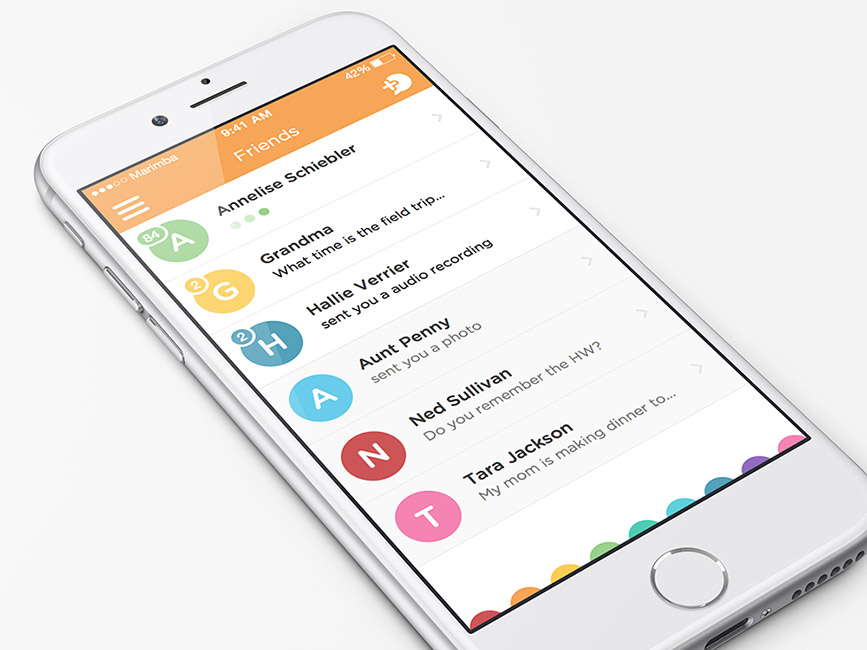 Marimba
9:41 AM
42%
Friends
84
A
Annelise Schiebler
2
G
Grandma
What time is the field trip...
2
H
Hallie Verrier
sent you a audio recording
A
Aunt Penny
sent you a photo
N
Ned Sullivan
Do you remember the HW?
T
Tara Jackson
My mom is making dinner to...